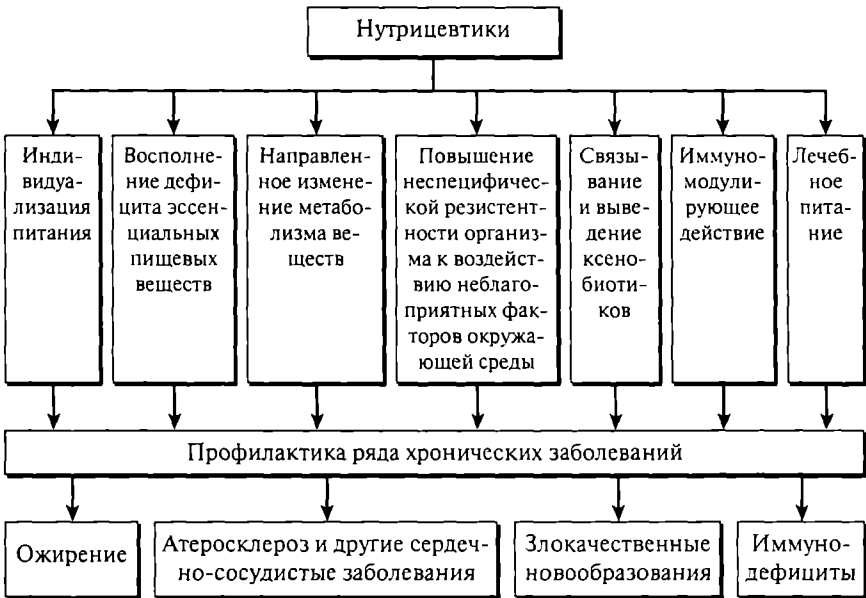 Нутрицевтики
Инди-
видуа-
лизация
питания
Восполне-
ние дефи-
цита эссен-
циальных
пищевых
веществ
Направлен-
ное измене-
ние метабо-
лизма ве-
ществ
Повышение
неспецифичес-
кой резистент-
ности организ-
ма к воздейст-
вию неблаго-
приятных фак-
торов окружа-
ющей среды
Связы-
вание
и выве-
дение
ксено-
биоти-
ков
Иммуно-
модули-
рующее
действие
Лечеб-
ное
пита-
ние
Профилактика ряда хронических заболеваний
Ожирение
Атеросклероз и другие сердеч-
но-сосудистые заболевания
Злокачественные
новообразования
Иммуно-
дефициты